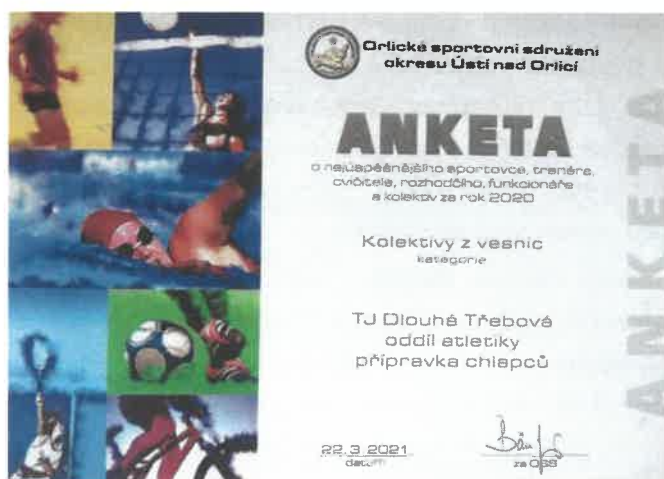 Orlické sportovní sdružení
okresu Ústí nad Orlicí
ANKETA
o nejúspěšnějšího sportovce, trenéra,
cvičitele, rozhodčího, funkcionáře
a kolektiv za rok 2020
Kolektivy z vesnic
kategorie
TJ Dlouhá Třebová
oddíl atletiky
přípravka chlapců
22.3.2021
datum
za OSS
ANKETA